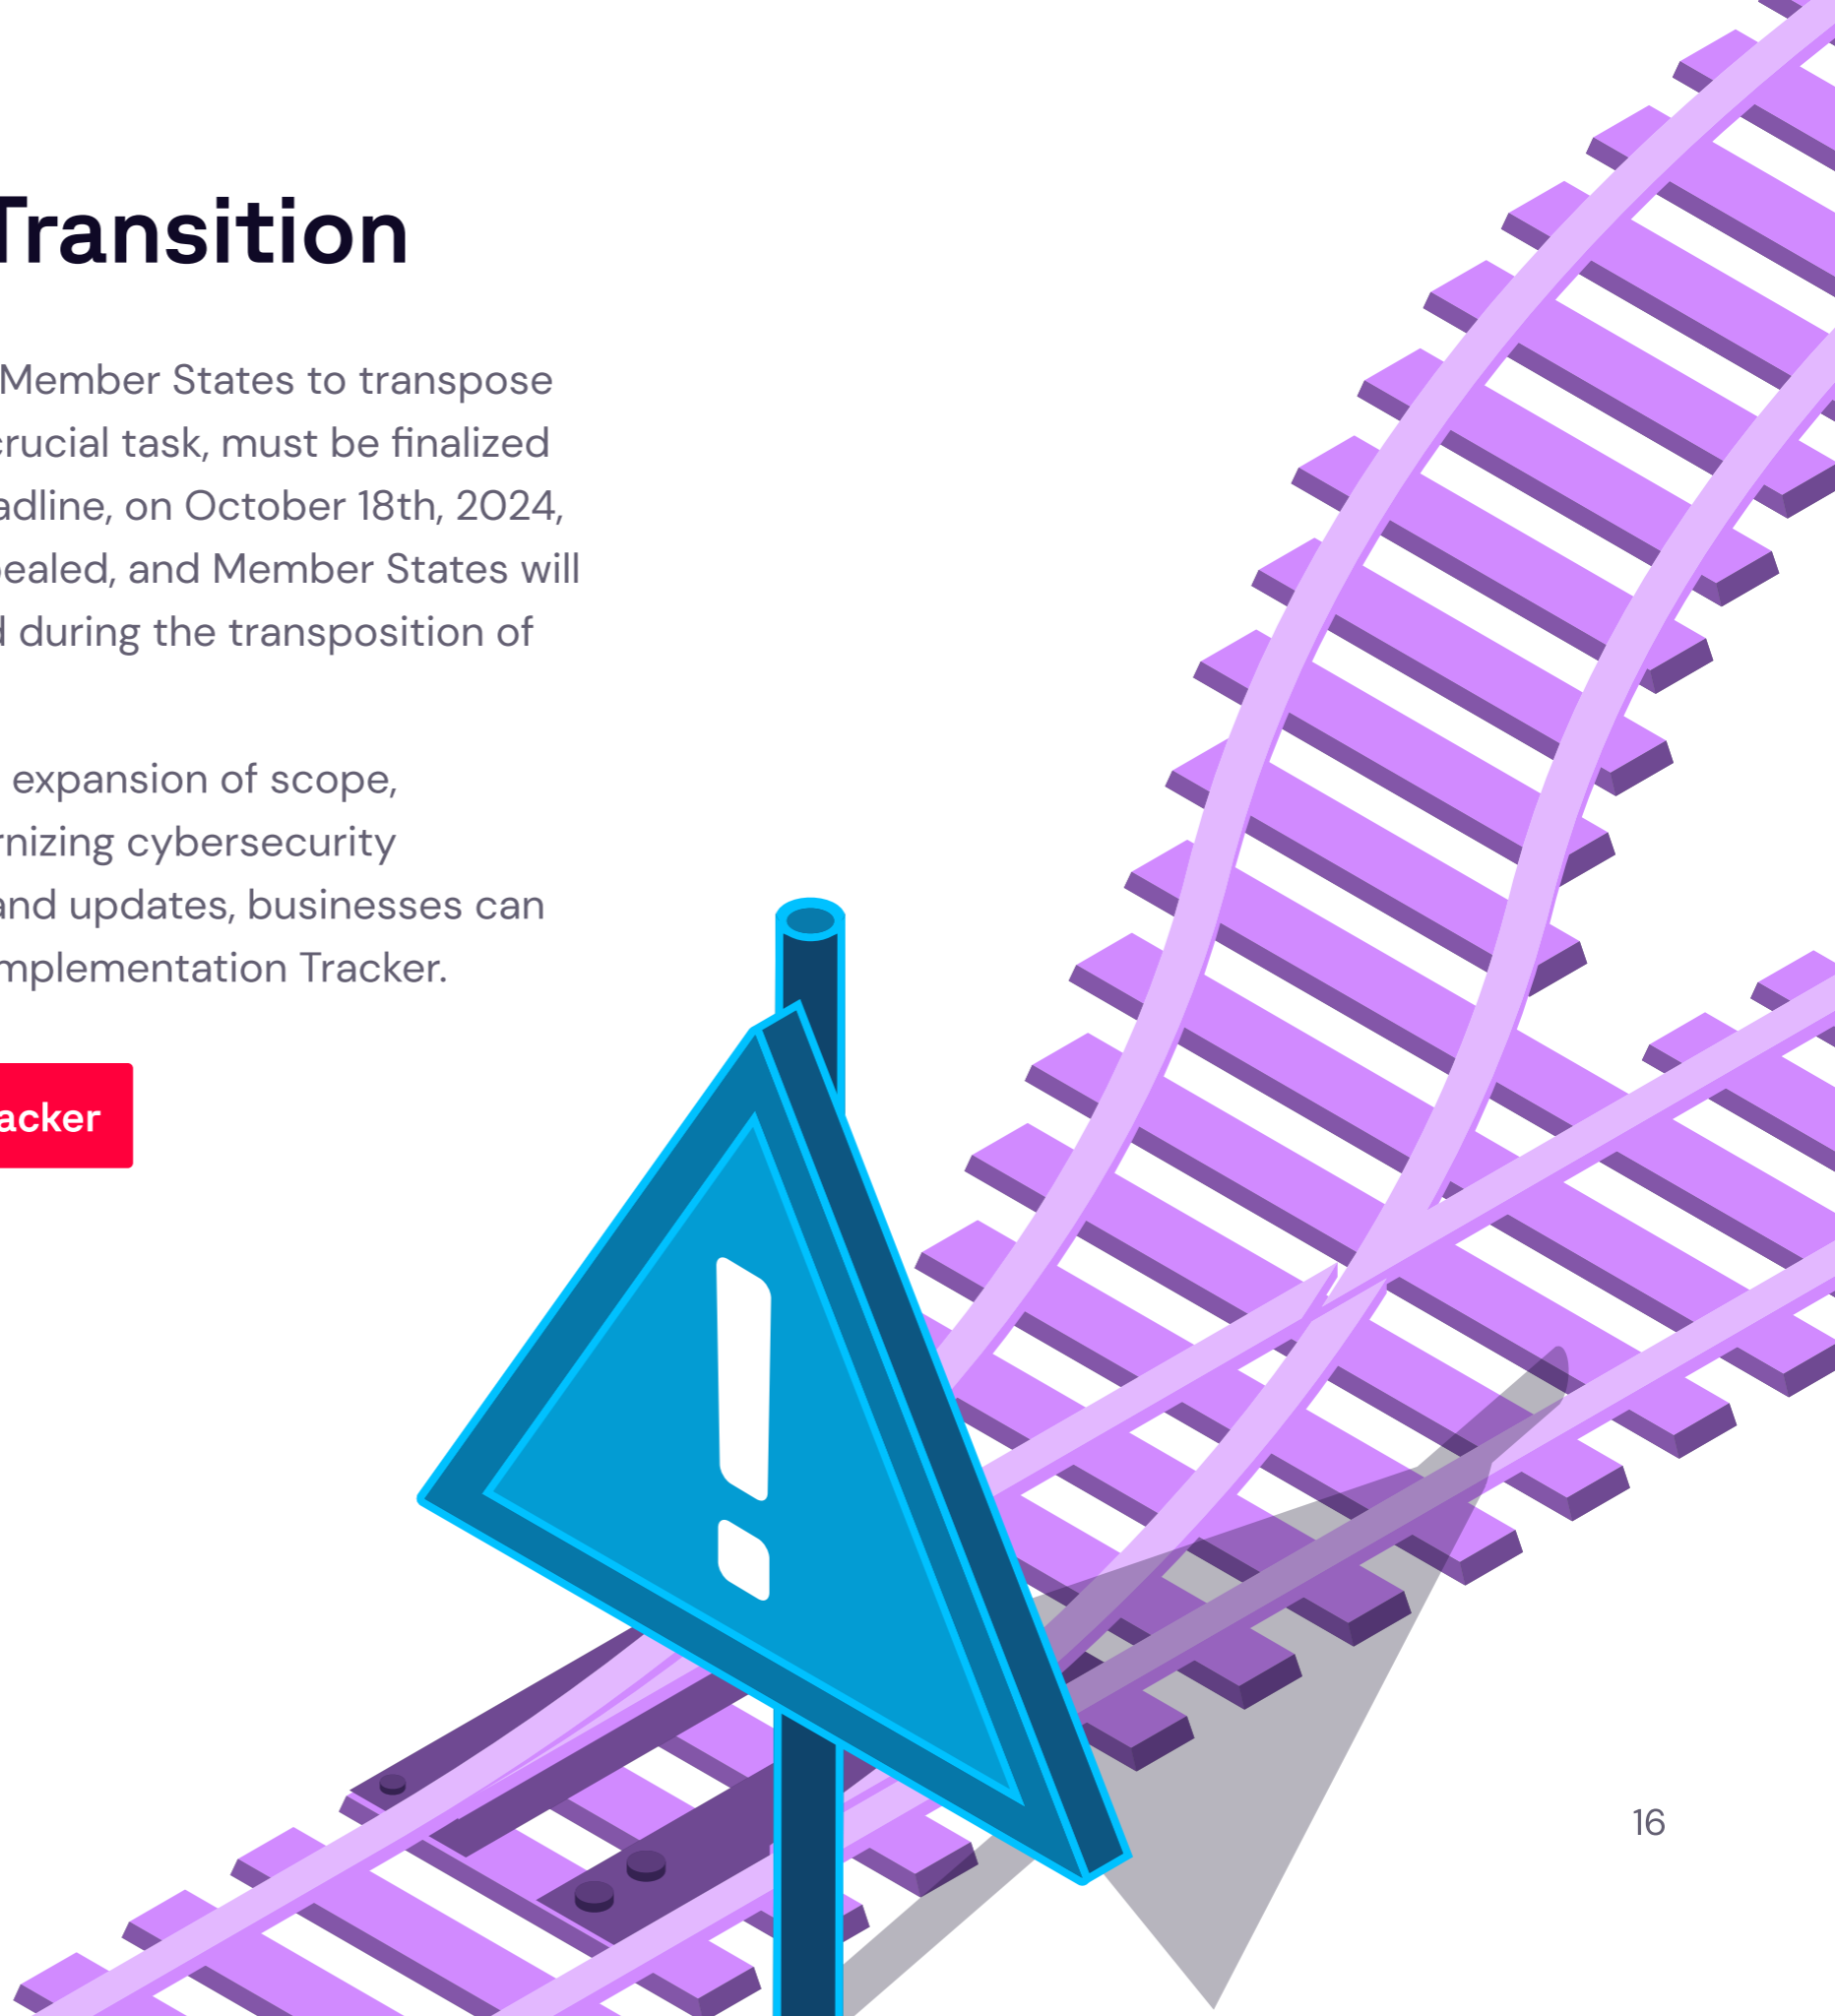 Transition
Member States to transpose
crucial task, must be finalized
adline, on October 18th, 2024,
ealed, and Member States will
during the transposition of
expansion of scope,
rnizing cybersecurity
and updates, businesses can
mplementation Tracker.
acker
!
16